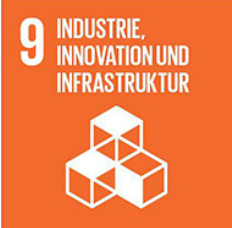 9 INDUSTRIE,
INNOVATION UND
INFRASTRUKTUR